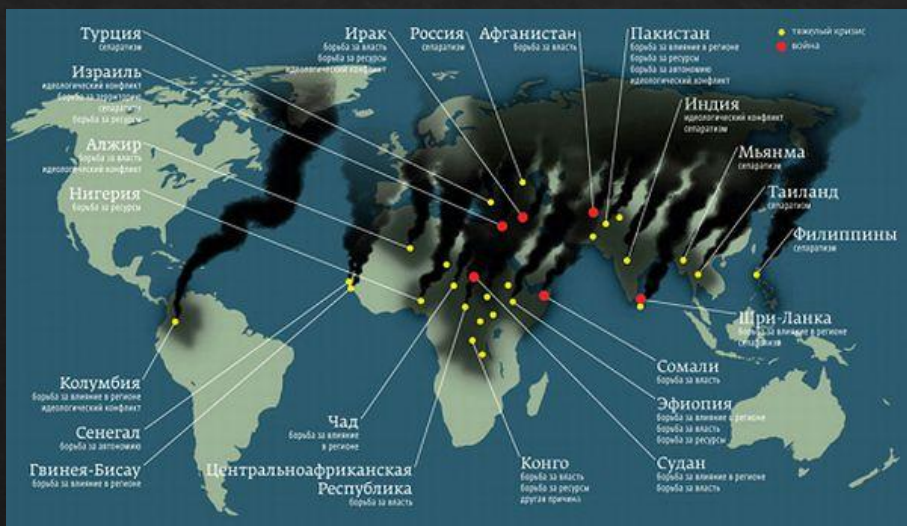 Турция
сепаратизм
Израиль
идеологический конфликт
борьба за территорию
сепаратизм
борьба за ресурсы
Алжир
борьба за власть
идеологический конфликт
Нигерия
борьба за ресурсы
Ирак
борьба за власть
борьба за ресурсы
идеологический конфликт
Россия
сепаратизм
Афганистан
борьба за власть
Пакистан
борьба за влияние в регионе
борьба за ресурсы
борьба за автономию
идеологический конфликт
тяжелый кризис
война
Индия
идеологический конфликт
сепаратизм
Мьянма
сепаратизм
Таиланд
сепаратизм
Филиппины
сепаратизм
Шри-Ланка
борьба за влияние в регионе
сепаратизм
Колумбия
борьба за влияние в регионе
идеологический конфликт
Сенегал
борьба за автономию
Гвинея-Бисау
борьба за влияние в регионе
Чад
борьба за влияние
в регионе
Центральноафриканская
Республика
борьба за власть
Конго
борьба за власть
борьба за ресурсы
другая причина
Сомали
борьба за власть
Эфиопия
борьба за влияние в регионе
борьба за власть
борьба за ресурсы
Судан
борьба за влияние в регионе
борьба за власть